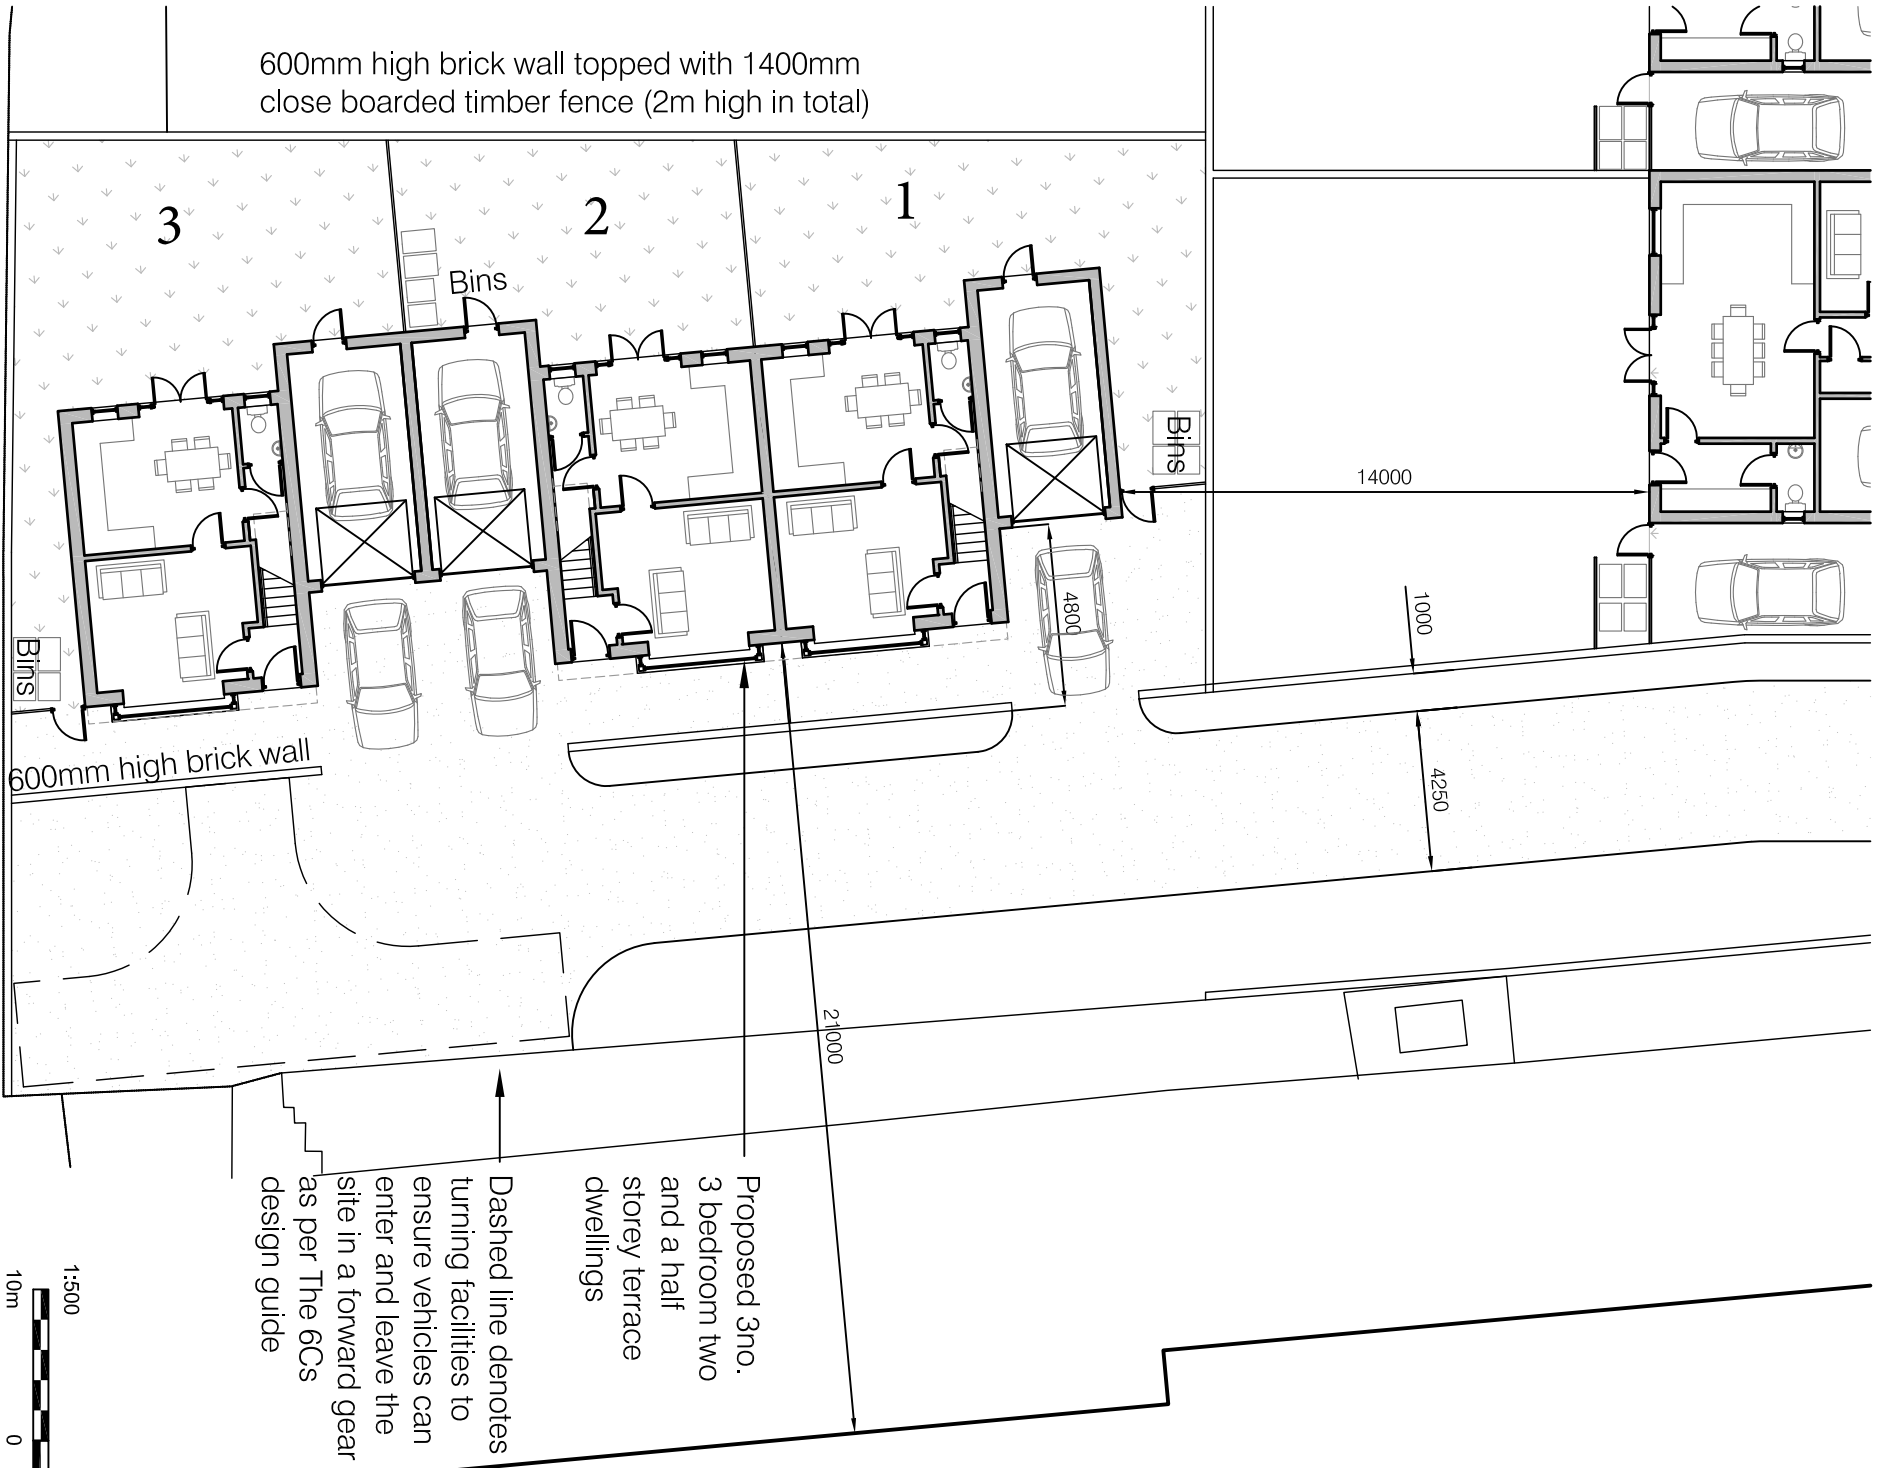 600mm high brick wall topped with 1400mm
close boarded timber fence (2m high in total)
3
2
1
Bins
Bins
14000
1000
4800
Bins
600mm high brick wall
4250
21000
Proposed 3no.
3 bedroom two
and a half
storey terrace
dwellings
Dashed line denotes
turning facilities to
ensure vehicles can
enter and leave the
site in a forward gear
as per The 6Cs
design guide
1:500
10m
0